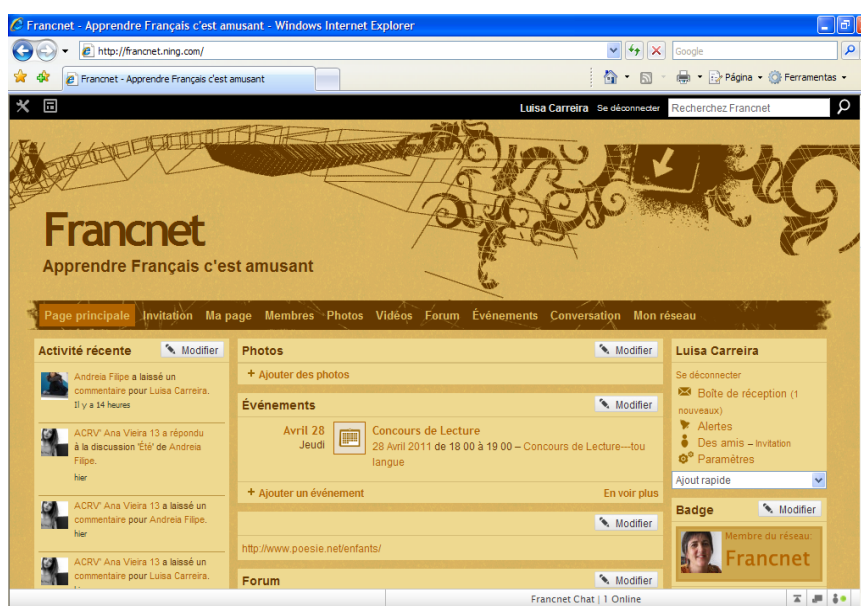 Francnet - Apprendre Français c'est amusant - Windows Internet Explorer
http://francnet.ning.com/
Google
Francnet - Apprendre Français c'est amusant
Página
Ferramentas
Luisa Carreira Se déconnecter Recherchez Francnet
Francnet
Apprendre Français c'est amusant
Page principale Invitation Ma page Membres Photos Vidéos Forum Événements Conversation Mon réseau
Activité récente Modifier
Andreia Filipe a laissé un
commentaire pour Luisa Carreira.
Il y a 14 heures
ACRV' Ana Vieira 13 a répondu
à la discussion 'Été' de Andreia
Filipe.
hier
ACRV' Ana Vieira 13 a laissé un
commentaire pour Andreia Filipe.
hier
ACRV' Ana Vieira 13 a laissé un
commentaire pour Luisa Carreira.
Photos Modifier
+ Ajouter des photos
Événements Modifier
Avril 28
Jeudi
Concours de Lecture
28 Avril 2011 de 18 00 à 19 00 – Concours de Lecture---tou
langue
+ Ajouter un événement En voir plus
Modifier
http://www.poesie.net/enfants/
Forum Modifier
Luisa Carreira
Se déconnecter
Boîte de réception (1
nouveaux)
Alertes
Des amis – Invitation
Paramètres
Ajout rapide
Badge Modifier
Membre du réseau:
Francnet
Francnet Chat | 1 Online